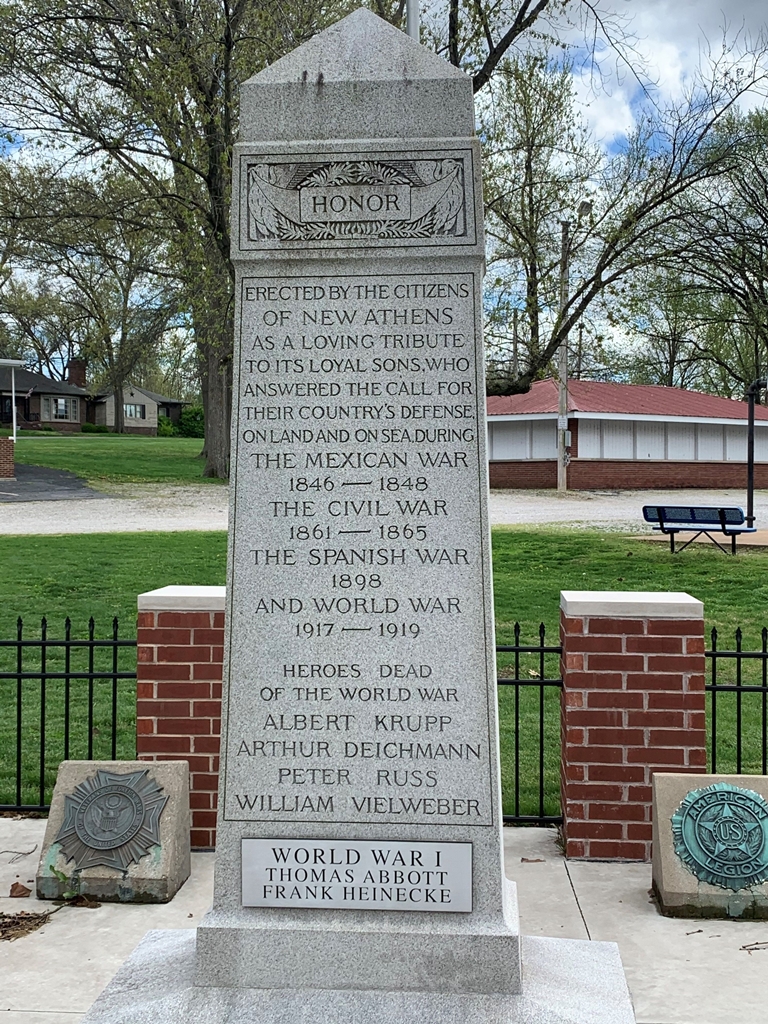 HONOR
ERECTED BY THE CITIZENS
OF NEW ATHENS
AS A LOVING TRIBUTE
TO ITS LOYAL SONS, WHO
ANSWERED THE CALL FOR
THEIR COUNTRY'S DEFENSE,
ON LAND AND ON SEA, DURING
THE MEXICAN WAR
1846 — 1848
THE CIVIL WAR
1861 — 1865
THE SPANISH WAR
1898
AND WORLD WAR
1917 — 1919
HEROES DEAD
OF THE WORLD WAR
ALBERT KRUPP
ARTHUR DEICHMANN
PETER RUSS
WILLIAM VIELWEBER
WORLD WAR I
THOMAS ABBOTT
FRANK HEINECKE
AMERICAN
US
LEGION